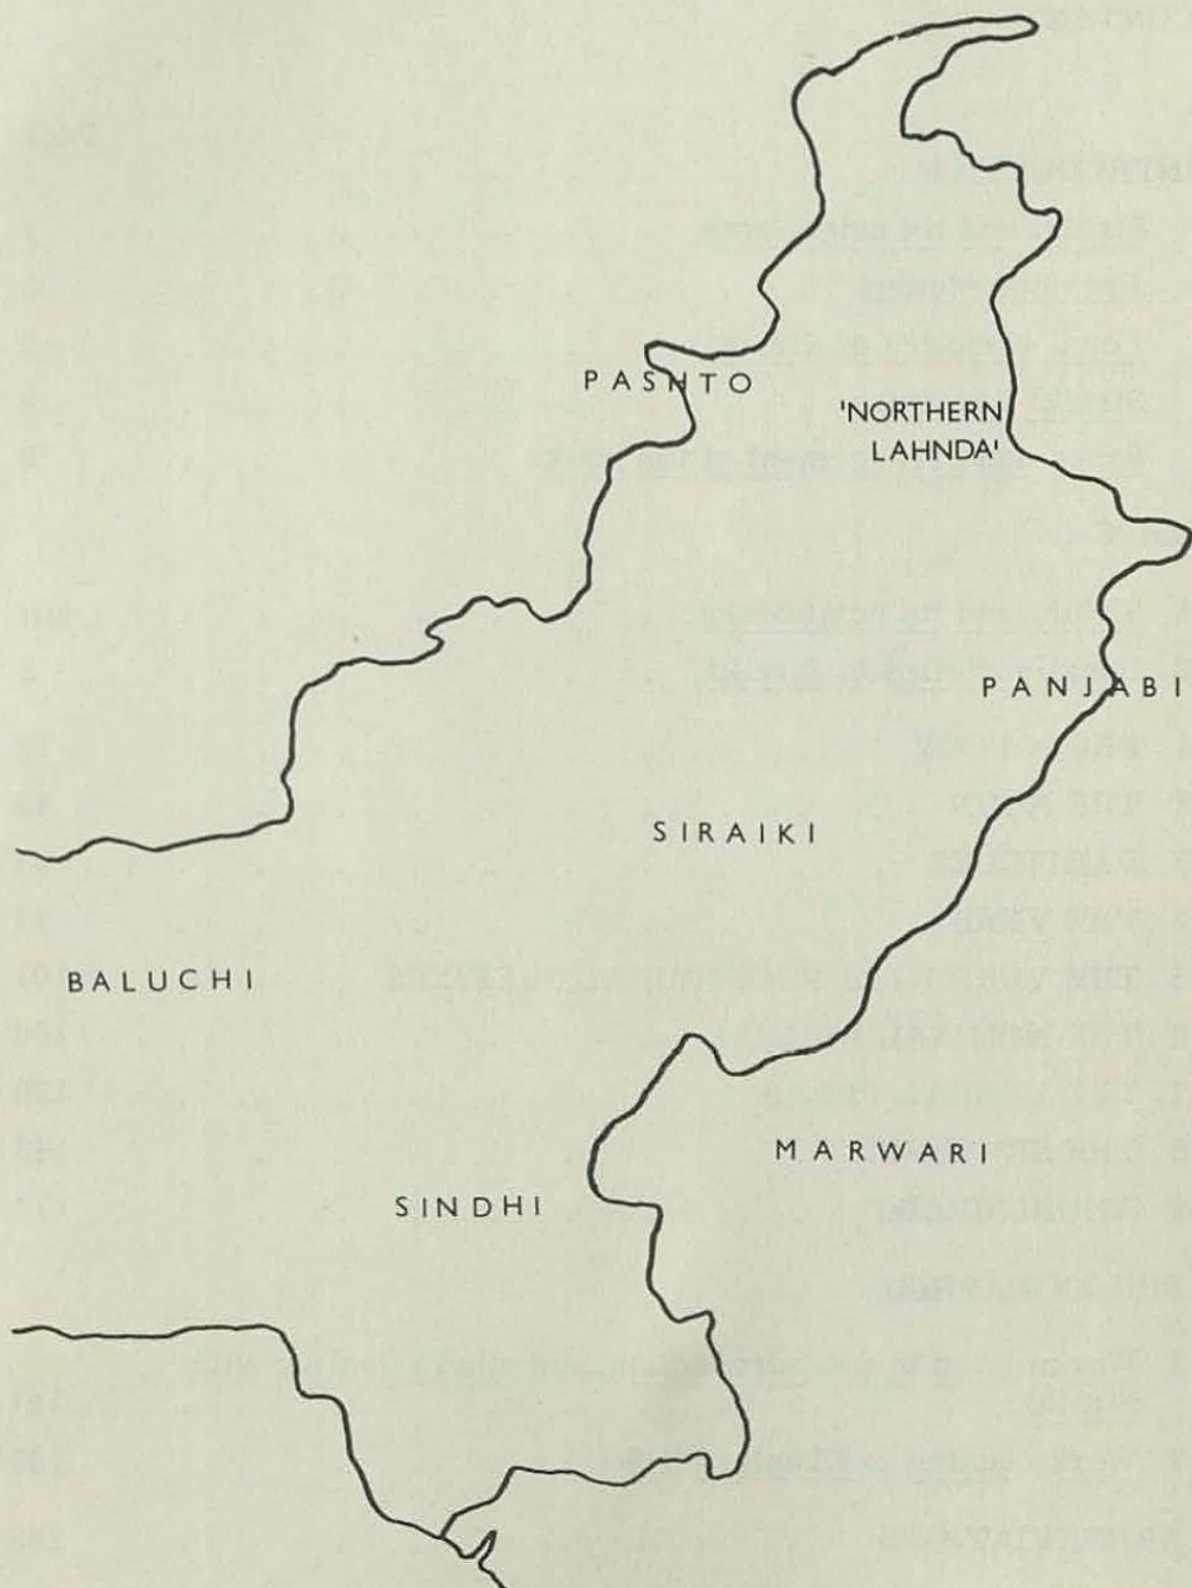 PASHTO
'NORTHERN
LAHNDA'
PANJABI
SIRAIKI
BALUCHI
MARWARI
SINDHI